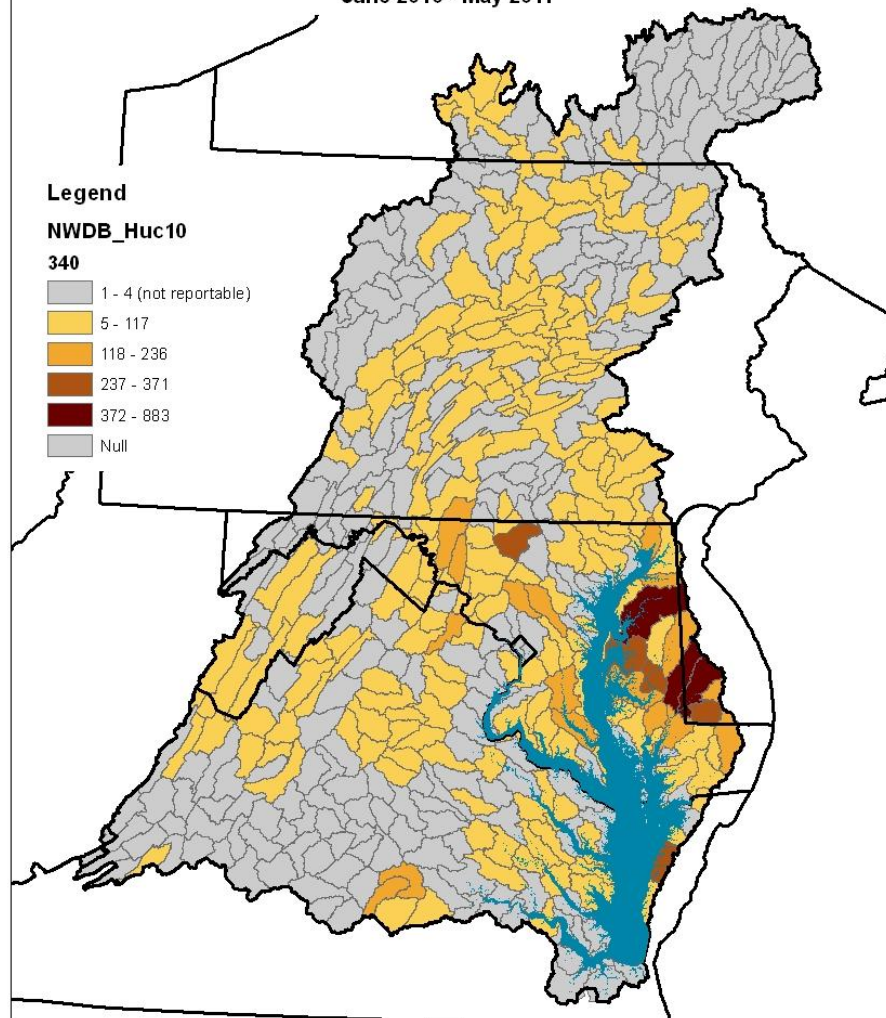 Legend
NWDB_Huc10
340
1 - 4 (not reportable)
5 - 117
118 - 236
237 - 371
372 - 883
Null